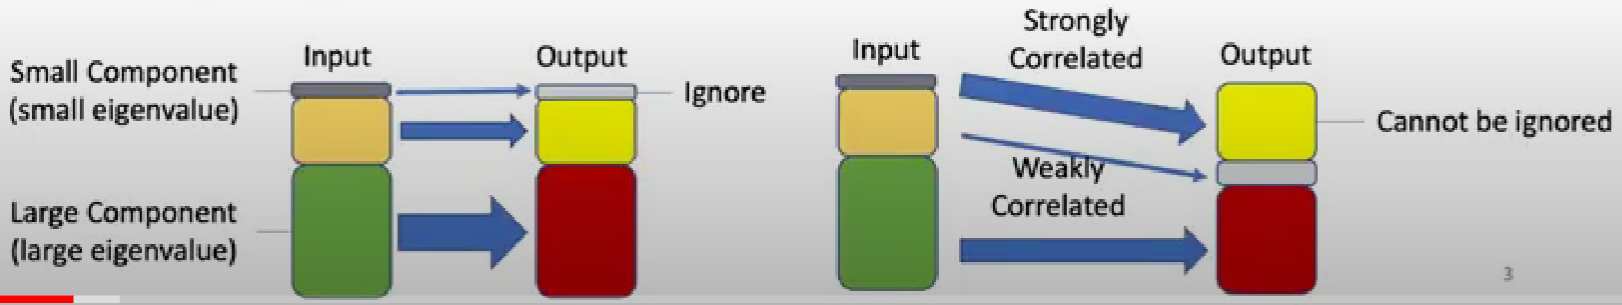 Small Component
(small eigenvalue)
Large Component
(large eigenvalue)
Input
Output
Ignore
Input
Strongly
Correlated
Weakly
Correlated
Output
Cannot be ignored
3